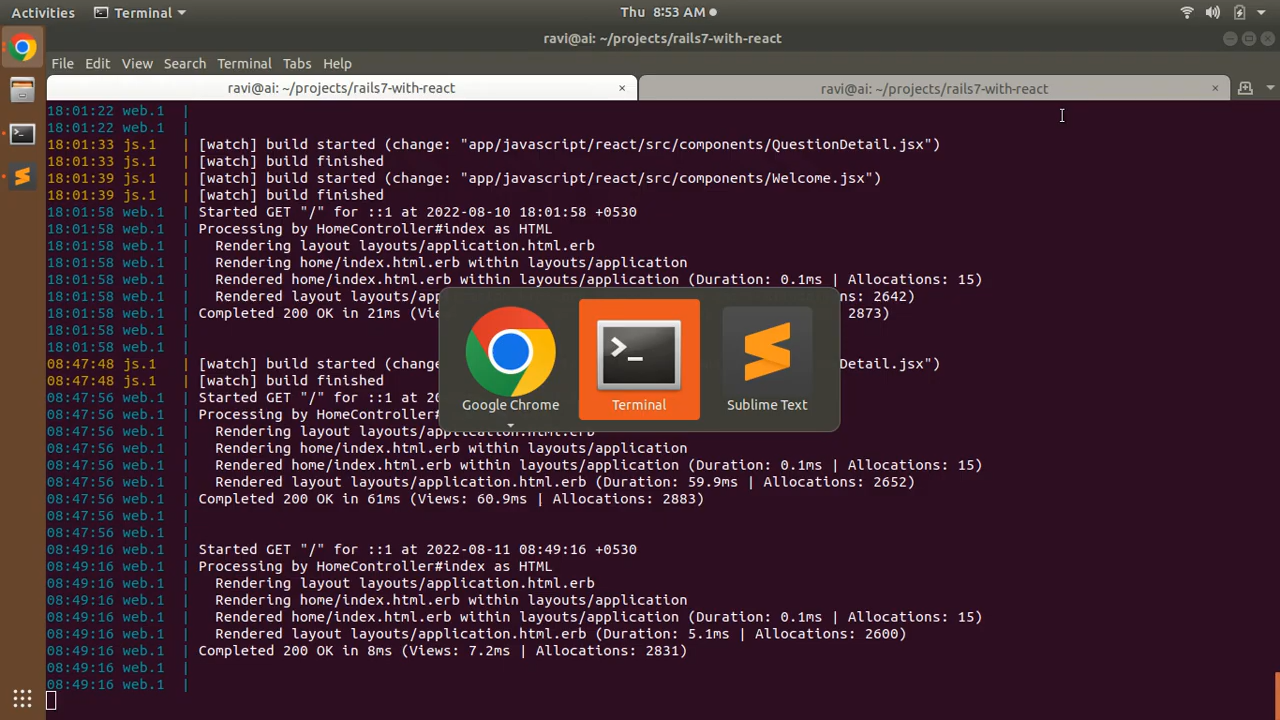 Activities Terminal Thu 8:53 AM
ravi@ai: ~/projects/rails7-with-react
File Edit View Search Terminal Tabs Help
ravi@ai: ~/projects/rails7-with-react × ravi@ai: ~/projects/rails7-with-react ×
18:01:22 web.1 |
18:01:22 web.1 |
18:01:33 js.1 | [watch] build started (change: "app/javascript/react/src/components/QuestionDetail.jsx")
18:01:33 js.1 | [watch] build finished
18:01:39 js.1 | [watch] build started (change: "app/javascript/react/src/components/Welcome.jsx")
18:01:39 js.1 | [watch] build finished
18:01:58 web.1 | Started GET "/" for ::1 at 2022-08-10 18:01:58 +0530
18:01:58 web.1 | Processing by HomeController#index as HTML
18:01:58 web.1 | Rendering layout layouts/application.html.erb
18:01:58 web.1 | Rendering home/index.html.erb within layouts/application
18:01:58 web.1 | Rendered home/index.html.erb within layouts/application (Duration: 0.1ms | Allocations: 15)
18:01:58 web.1 | Rendered layout layouts/app ns: 2642)
18:01:58 web.1 | Completed 200 OK in 21ms (Vie 2873)
18:01:58 web.1 |
18:01:58 web.1 |
08:47:48 js.1 | [watch] build started (chang Detail.jsx")
08:47:48 js.1 | [watch] build finished
08:47:56 web.1 | Started GET "/" for ::1 at 20
08:47:56 web.1 | Processing by HomeController#
Google Chrome Terminal Sublime Text
08:47:56 web.1 | Rendering layout layouts/application.html.erb
08:47:56 web.1 | Rendering home/index.html.erb within layouts/application
08:47:56 web.1 | Rendered home/index.html.erb within layouts/application (Duration: 0.1ms | Allocations: 15)
08:47:56 web.1 | Rendered layout layouts/application.html.erb (Duration: 59.9ms | Allocations: 2652)
08:47:56 web.1 | Completed 200 OK in 61ms (Views: 60.9ms | Allocations: 2883)
08:47:56 web.1 |
08:47:56 web.1 |
08:49:16 web.1 | Started GET "/" for ::1 at 2022-08-11 08:49:16 +0530
08:49:16 web.1 | Processing by HomeController#index as HTML
08:49:16 web.1 | Rendering layout layouts/application.html.erb
08:49:16 web.1 | Rendering home/index.html.erb within layouts/application
08:49:16 web.1 | Rendered home/index.html.erb within layouts/application (Duration: 0.1ms | Allocations: 15)
08:49:16 web.1 | Rendered layout layouts/application.html.erb (Duration: 5.1ms | Allocations: 2600)
08:49:16 web.1 | Completed 200 OK in 8ms (Views: 7.2ms | Allocations: 2831)
08:49:16 web.1 |
08:49:16 web.1 |